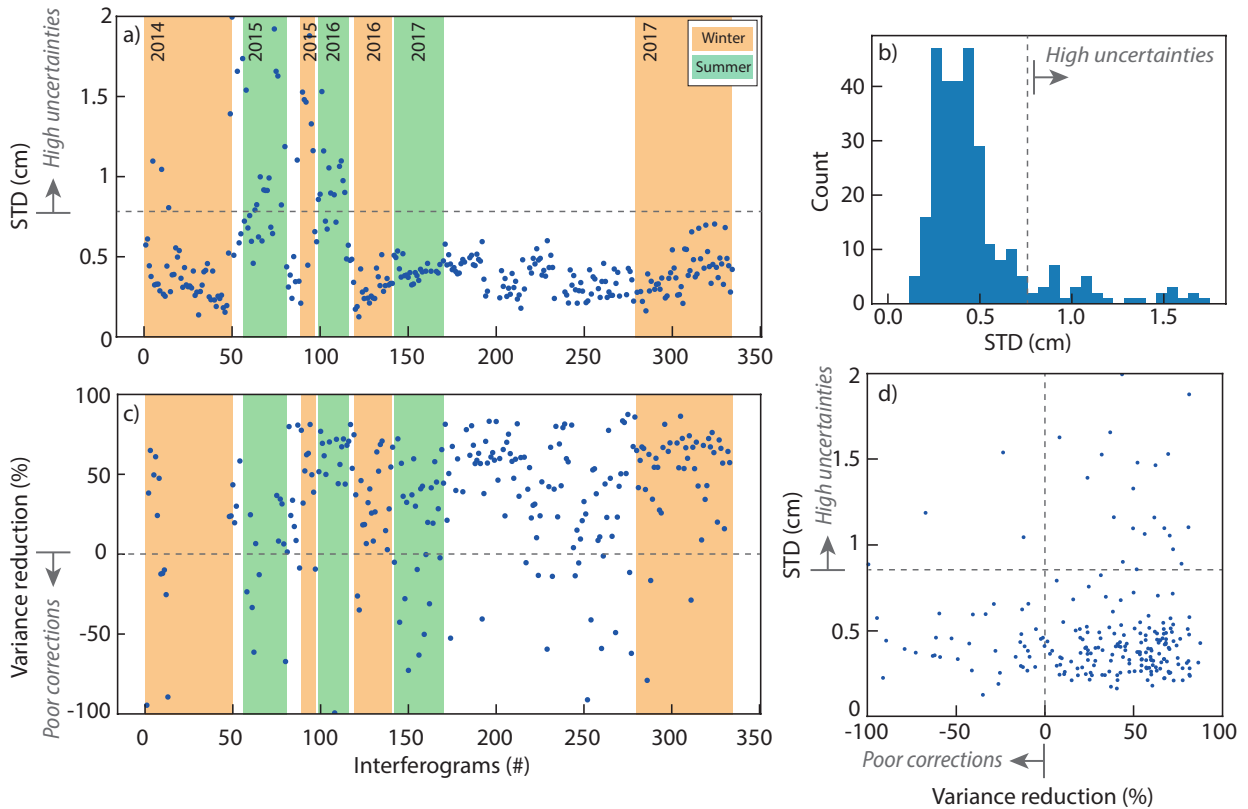 a)
2
1.5
1
0.5
0
STD (cm)
High uncertainties
2014
2015
2015
2016
2016
2017
2017
Winter
Summer
0
50
100
150
200
250
300
350
b)
High uncertainties
40
30
20
10
0
Count
0.0
0.5
1.0
1.5
STD (cm)
c)
100
50
0
-50
-100
Variance reduction (%)
Poor corrections
0
50
100
150
200
250
300
350
Interferograms (#)
d)
2
1.5
1
0.5
0
STD (cm)
High uncertainties
-100
-50
0
50
100
Poor corrections
Variance reduction (%)